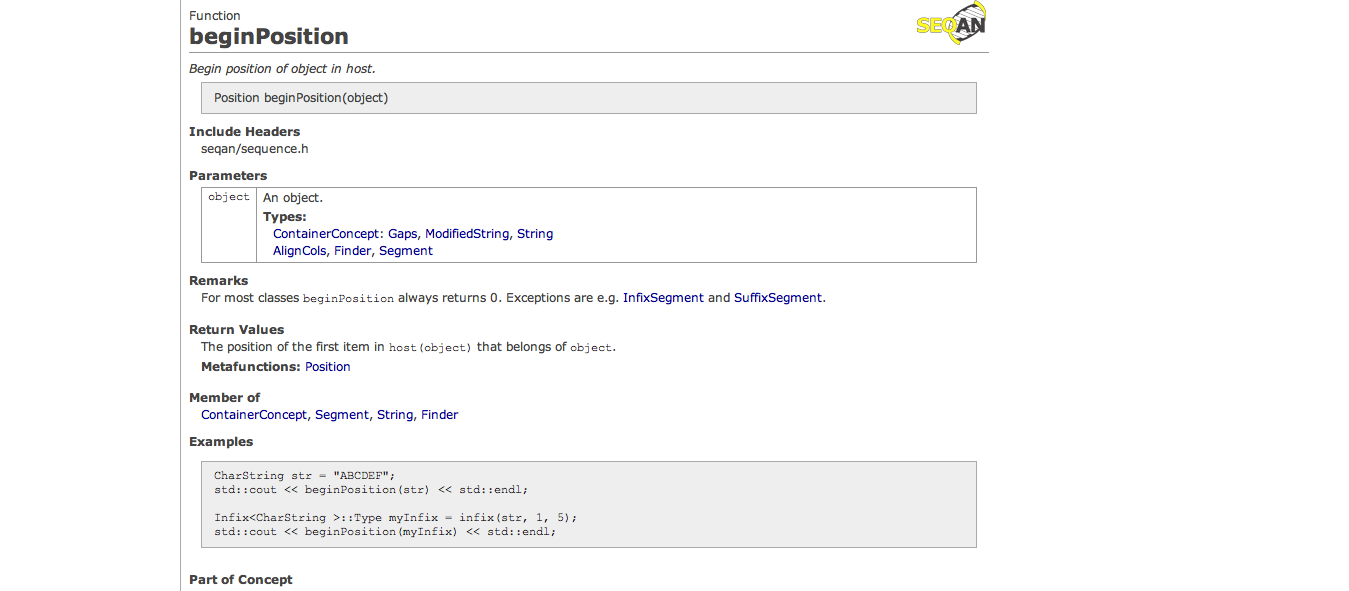 Function
beginPosition
SEQAN
Begin position of object in host.
Position beginPosition(object)
Include Headers
seqan/sequence.h
Parameters
object An object.
Types:
ContainerConcept: Gaps, ModifiedString, String
AlignCols, Finder, Segment
Remarks
For most classes beginPosition always returns 0. Exceptions are e.g. InfixSegment and SuffixSegment.
Return Values
The position of the first item in host(object) that belongs of object.
Metafunctions: Position
Member of
ContainerConcept, Segment, String, Finder
Examples
CharString str = "ABCDEF";
std::cout << beginPosition(str) << std::endl;
Infix<CharString >::Type myInfix = infix(str, 1, 5);
std::cout << beginPosition(myInfix) << std::endl;
Part of Concept